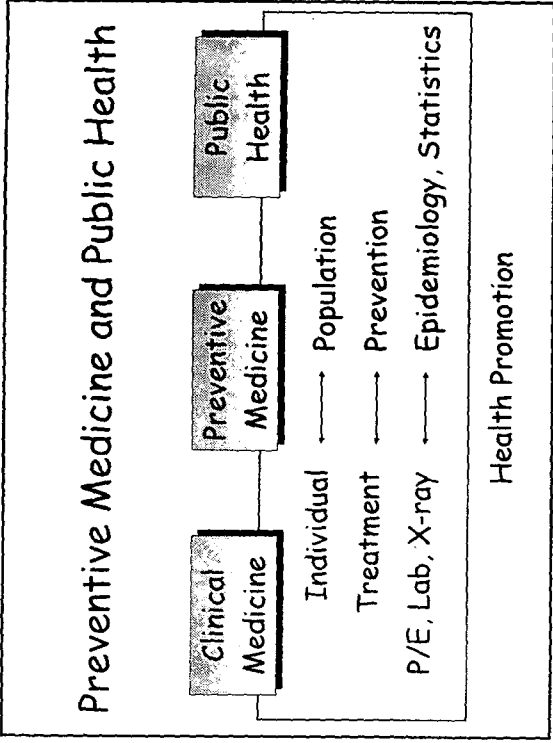 Preventive Medicine and Public Health
Clinical
Medicine
Preventive
Medicine
Public
Health
Individual ↔ Population
Treatment ↔ Prevention
P/E, Lab, X-ray ↔ Epidemiology, Statistics
Health Promotion